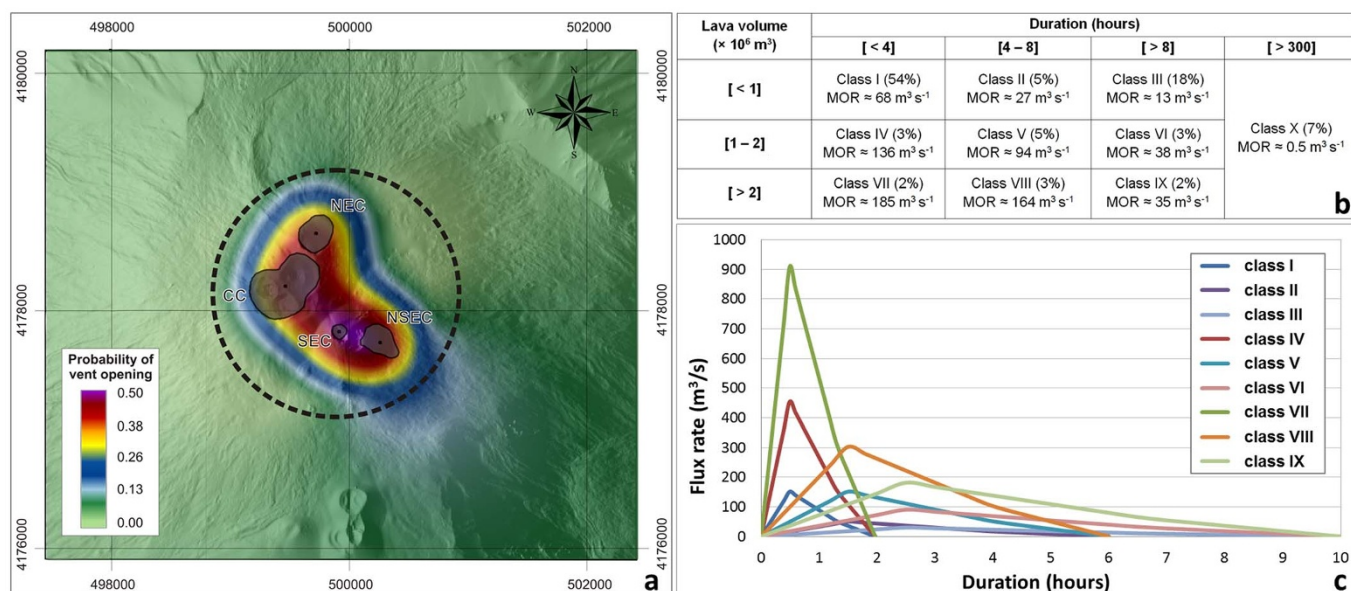 498000 500000 502000
4180000 4180000
N
W E
S
NEC
CC
4178000 4178000
NSEC
SEC
Probability of
vent opening
0.50
0.38
0.26
0.13
0.00
4176000 4176000
498000 500000 502000
a
Lava volume Duration (hours)
(× 10⁶ m³) [ < 4] [4 – 8] [ > 8] [ > 300]
[ < 1] Class I (54%) Class II (5%) Class III (18%)
MOR ≈ 68 m³ s⁻¹ MOR ≈ 27 m³ s⁻¹ MOR ≈ 13 m³ s⁻¹
[1 – 2] Class IV (3%) Class V (5%) Class VI (3%) Class X (7%)
MOR ≈ 136 m³ s⁻¹ MOR ≈ 94 m³ s⁻¹ MOR ≈ 38 m³ s⁻¹ MOR ≈ 0.5 m³ s⁻¹
[ > 2] Class VII (2%) Class VIII (3%) Class IX (2%)
MOR ≈ 185 m³ s⁻¹ MOR ≈ 164 m³ s⁻¹ MOR ≈ 35 m³ s⁻¹
b
Flux rate (m³/s)
1000
900
800
700
600
500
400
300
200
100
0
class I
class II
class III
class IV
class V
class VI
class VII
class VIII
class IX
0 1 2 3 4 5 6 7 8 9 10
Duration (hours)
c